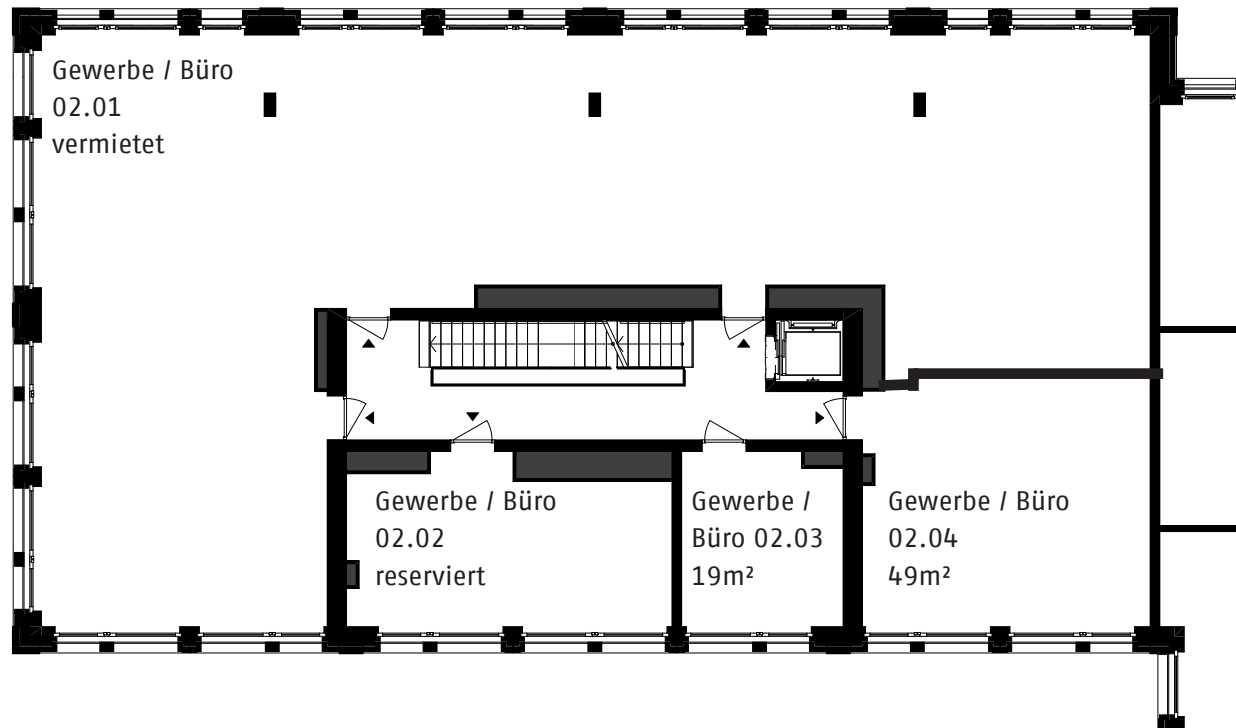 Gewerbe / Büro
02.01
vermietet
Gewerbe / Büro
02.02
reserviert
Gewerbe /
Büro 02.03
19m²
Gewerbe / Büro
02.04
49m²